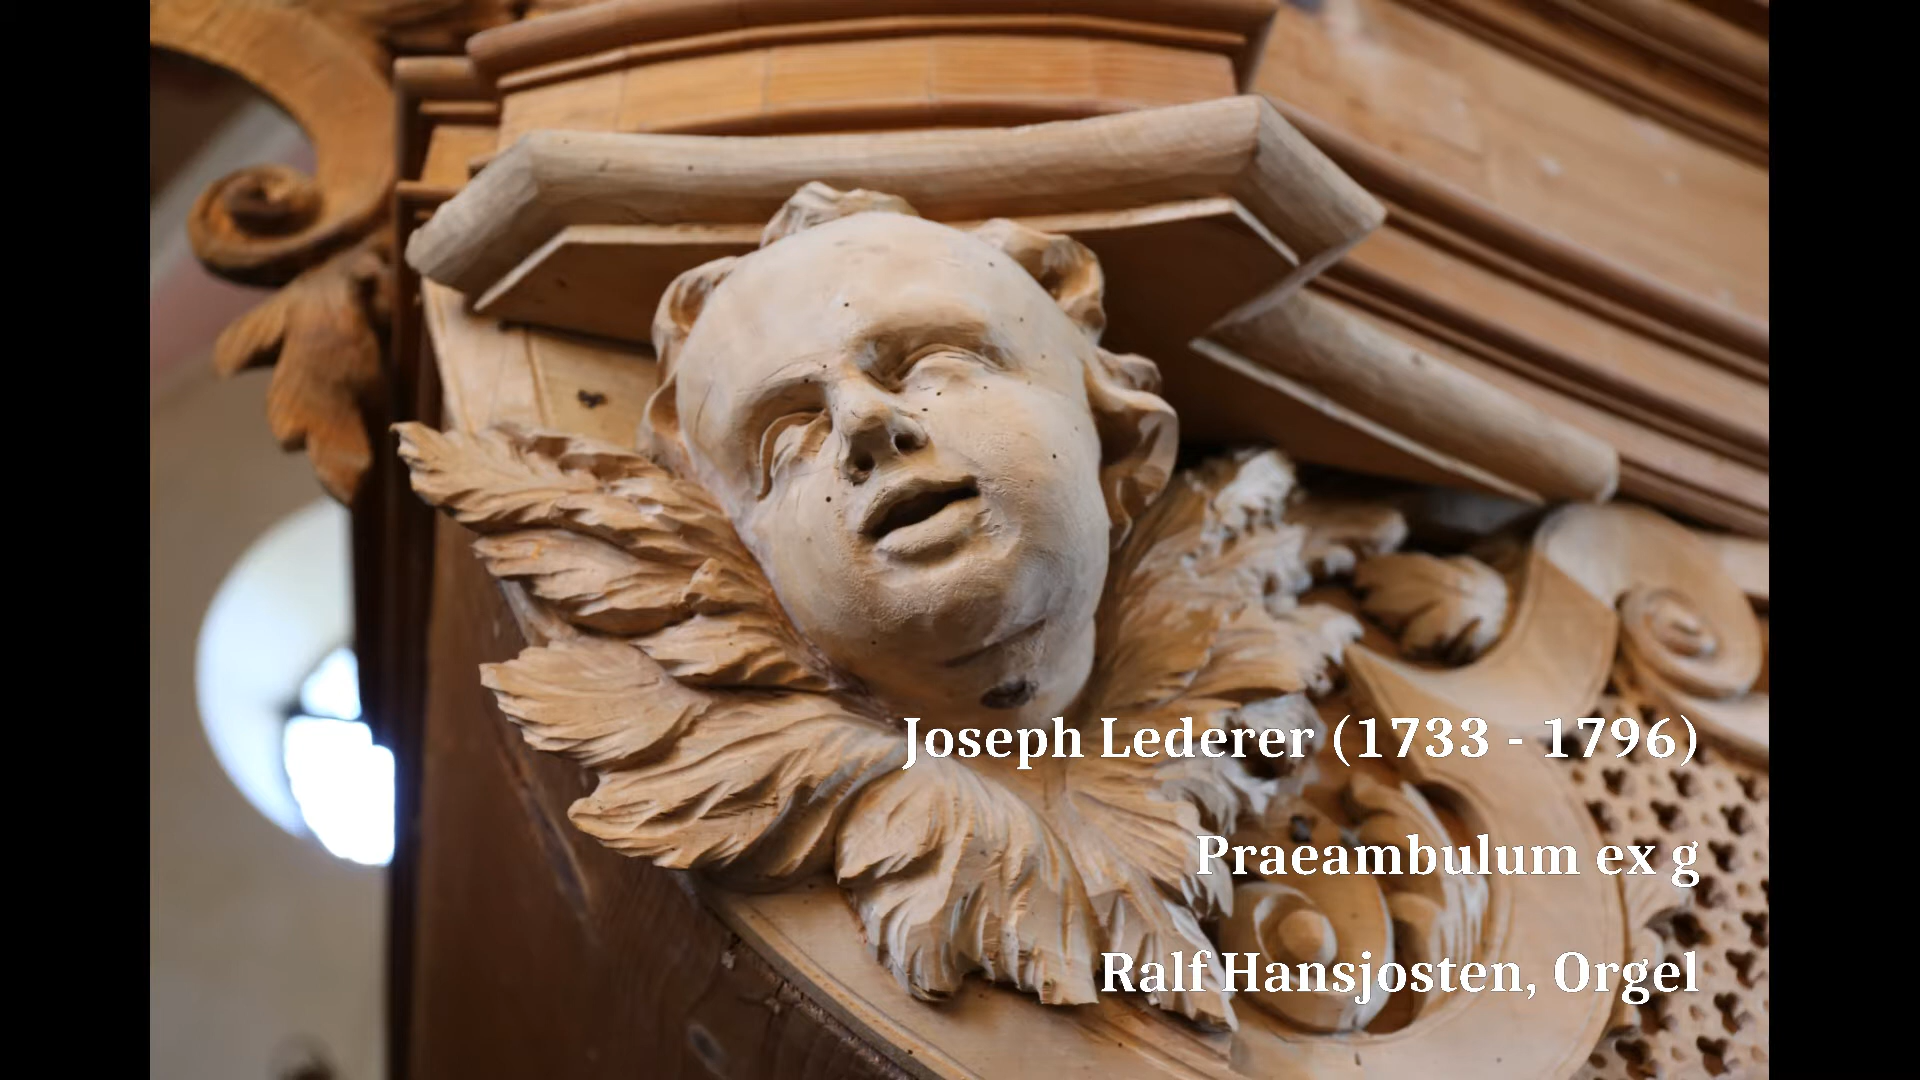 Joseph Lederer (1733 - 1796)
Praeambulum ex g
Ralf Hansjosten, Orgel